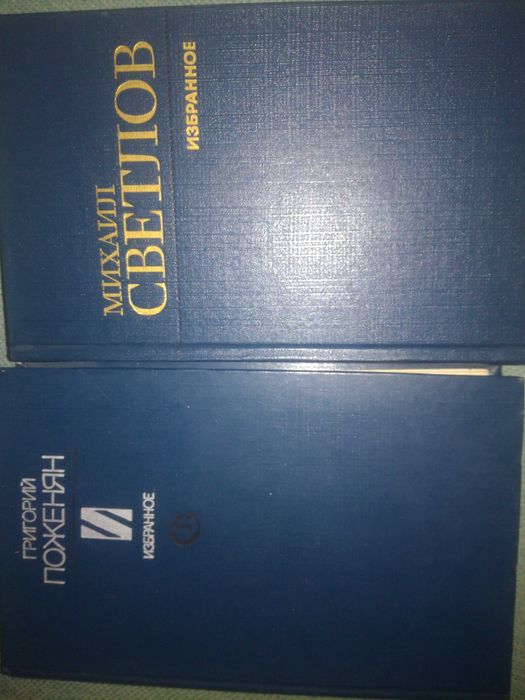 МИХАИЛ
СВЕТЛОВ
ИЗБРАННОЕ
ГРИГОРИЙ
ПОЖЕНЯН
И
ИЗБРАННОЕ